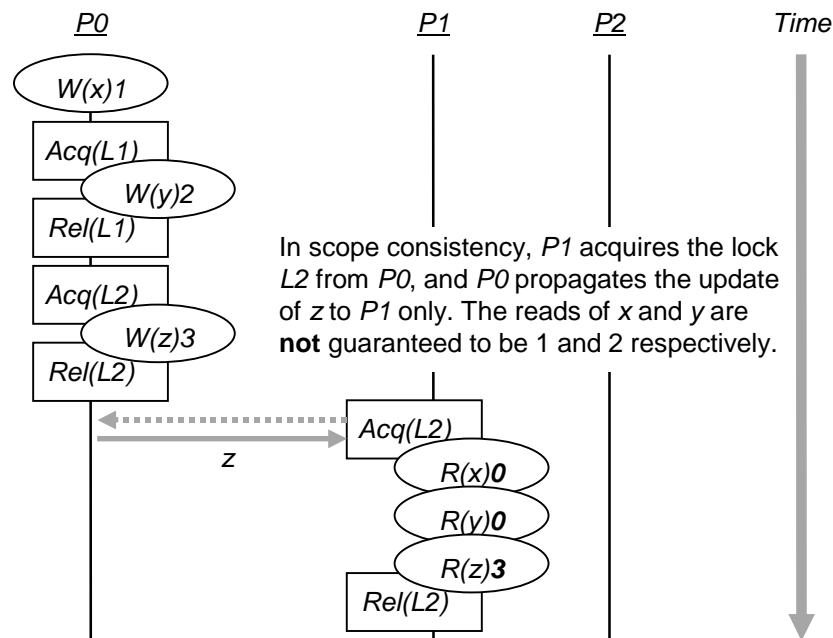 P0 P1 P2 Time
W(x)1
Acq(L1)
W(y)2
Rel(L1)
In scope consistency, P1 acquires the lock
L2 from P0, and P0 propagates the update
of z to P1 only. The reads of x and y are
not guaranteed to be 1 and 2 respectively.
Acq(L2)
W(z)3
Rel(L2)
Acq(L2)
z
R(x)0
R(y)0
R(z)3
Rel(L2)